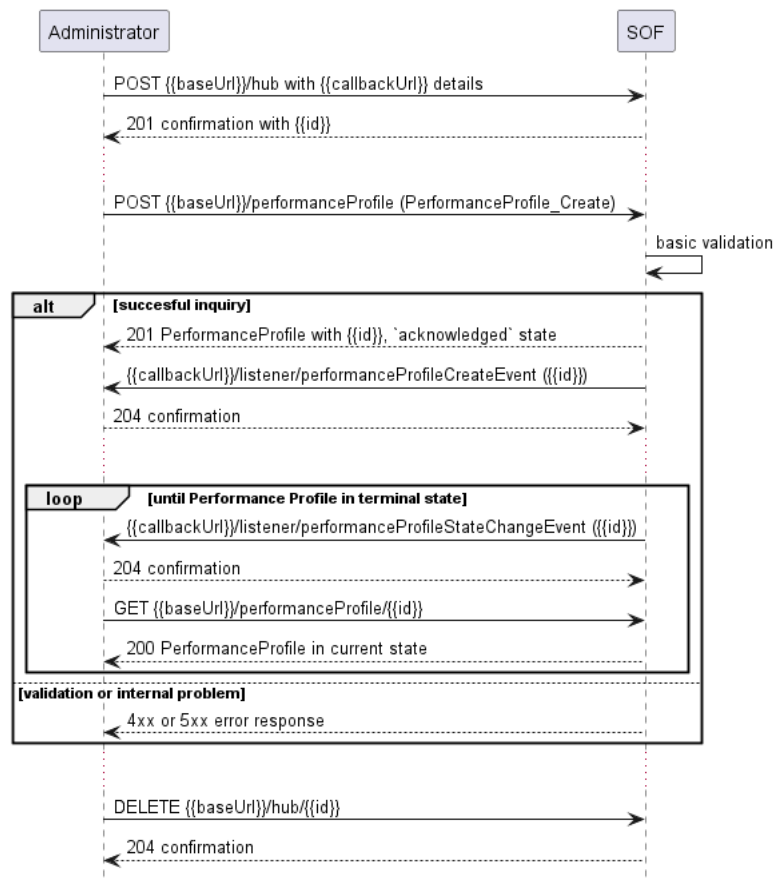 Administrator
SOF
POST {{baseUrl}}/hub with {{callbackUrl}} details
201 confirmation with {{id}}
POST {{baseUrl}}/performanceProfile (PerformanceProfile_Create)
basic validation
alt
[succesful inquiry]
201 PerformanceProfile with {{id}}, `acknowledged` state
{{callbackUrl}}/listener/performanceProfileCreateEvent ({{id}})
204 confirmation
loop
[until Performance Profile in terminal state]
{{callbackUrl}}/listener/performanceProfileStateChangeEvent ({{id}})
204 confirmation
GET {{baseUrl}}/performanceProfile/{{id}}
200 PerformanceProfile in current state
[validation or internal problem]
4xx or 5xx error response
DELETE {{baseUrl}}/hub/{{id}}
204 confirmation